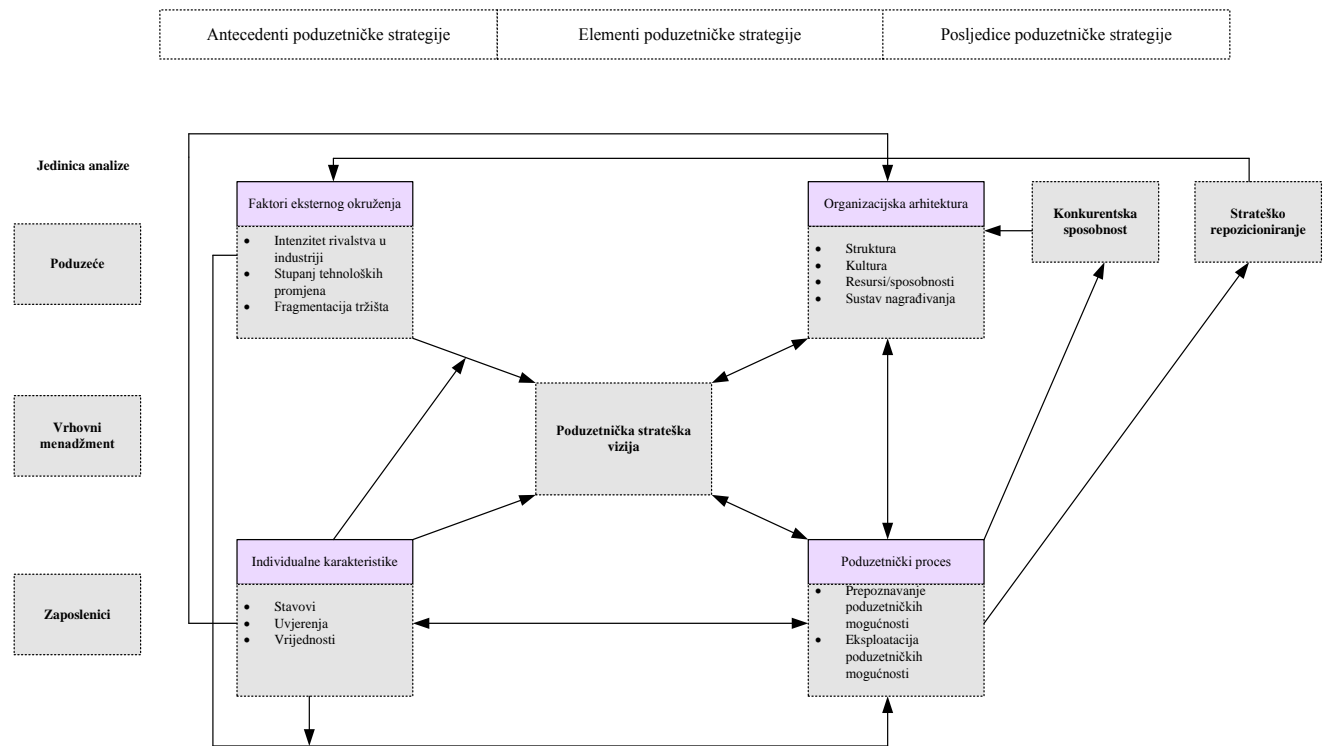 Antecedenti poduzetničke strategije
Elementi poduzetničke strategije
Posljedice poduzetničke strategije
Jedinica analize
Poduzeće
Vrhovni
menadžment
Zaposlenici
Faktori eksternog okruženja
• Intenzitet rivalstva u
industriji
• Stupanj tehnoloških
promjena
• Fragmentacija tržišta
Organizacijska arhitektura
• Struktura
• Kultura
• Resursi/sposobnosti
• Sustav nagrađivanja
Konkurentska
sposobnost
Strateško
repozicioniranje
Poduzetnička strateška
vizija
Individualne karakteristike
• Stavovi
• Uvjerenja
• Vrijednosti
Poduzetnički proces
• Prepoznavanje
poduzetničkih
mogućnosti
• Eksploatacija
poduzetničkih
mogućnosti